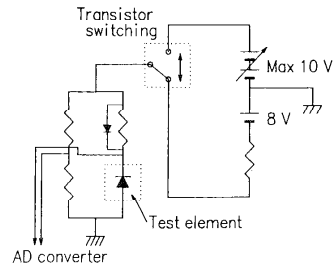 Transistor
switching
Max 10 V
8 V
Test element
AD converter